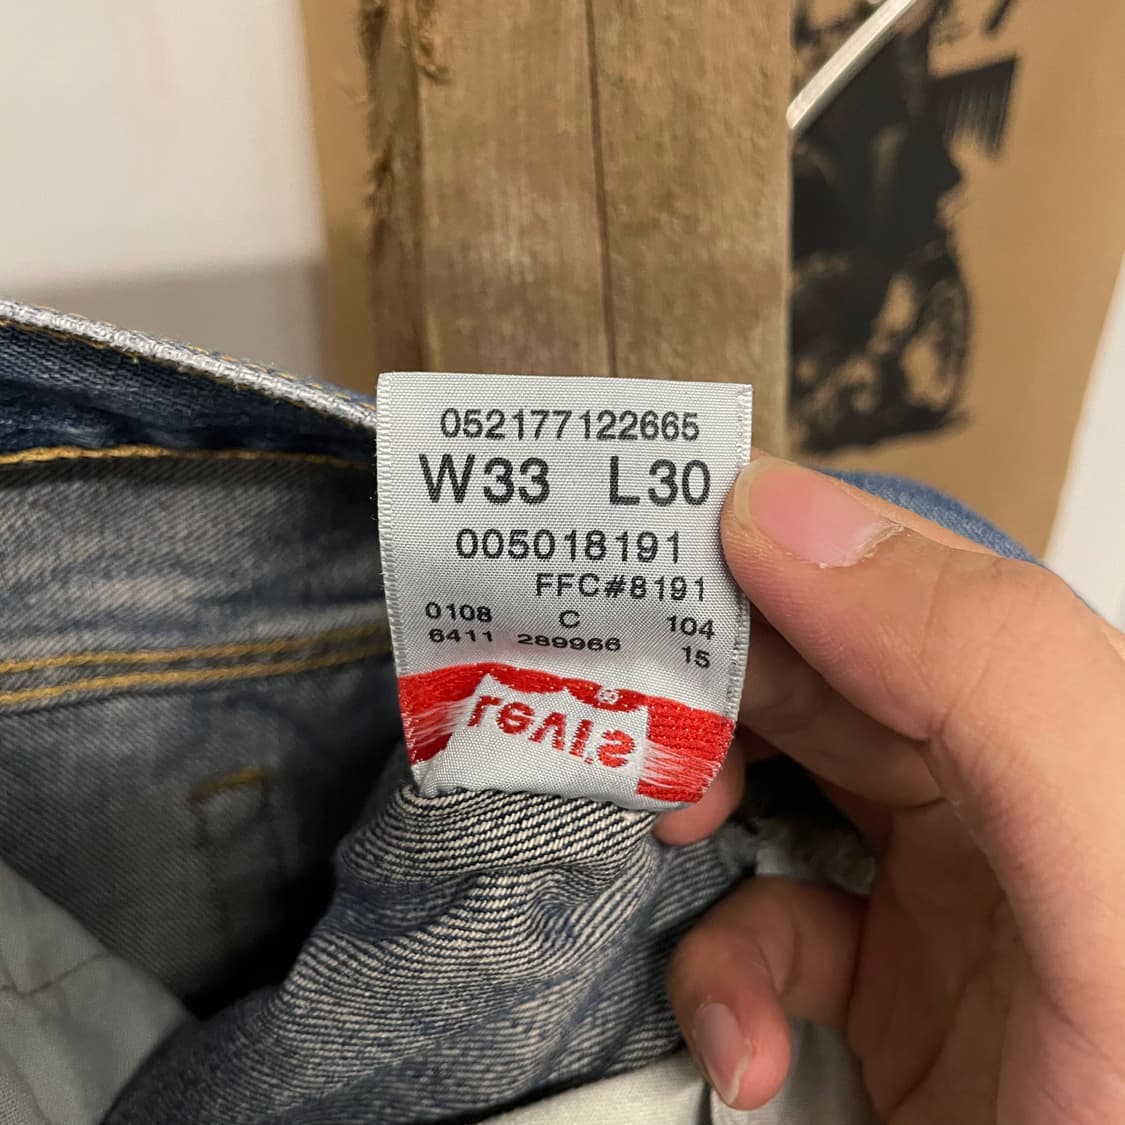 052177122665
W33 L30
005018191
FFC#8191
0108 C 104
6411 289966 15
Levi's ®